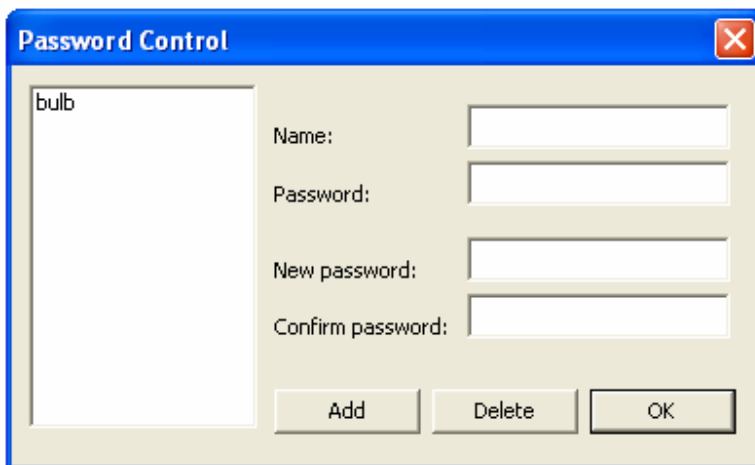 Password Control
bulb
Name:
Password:
New password:
Confirm password:
Add Delete OK